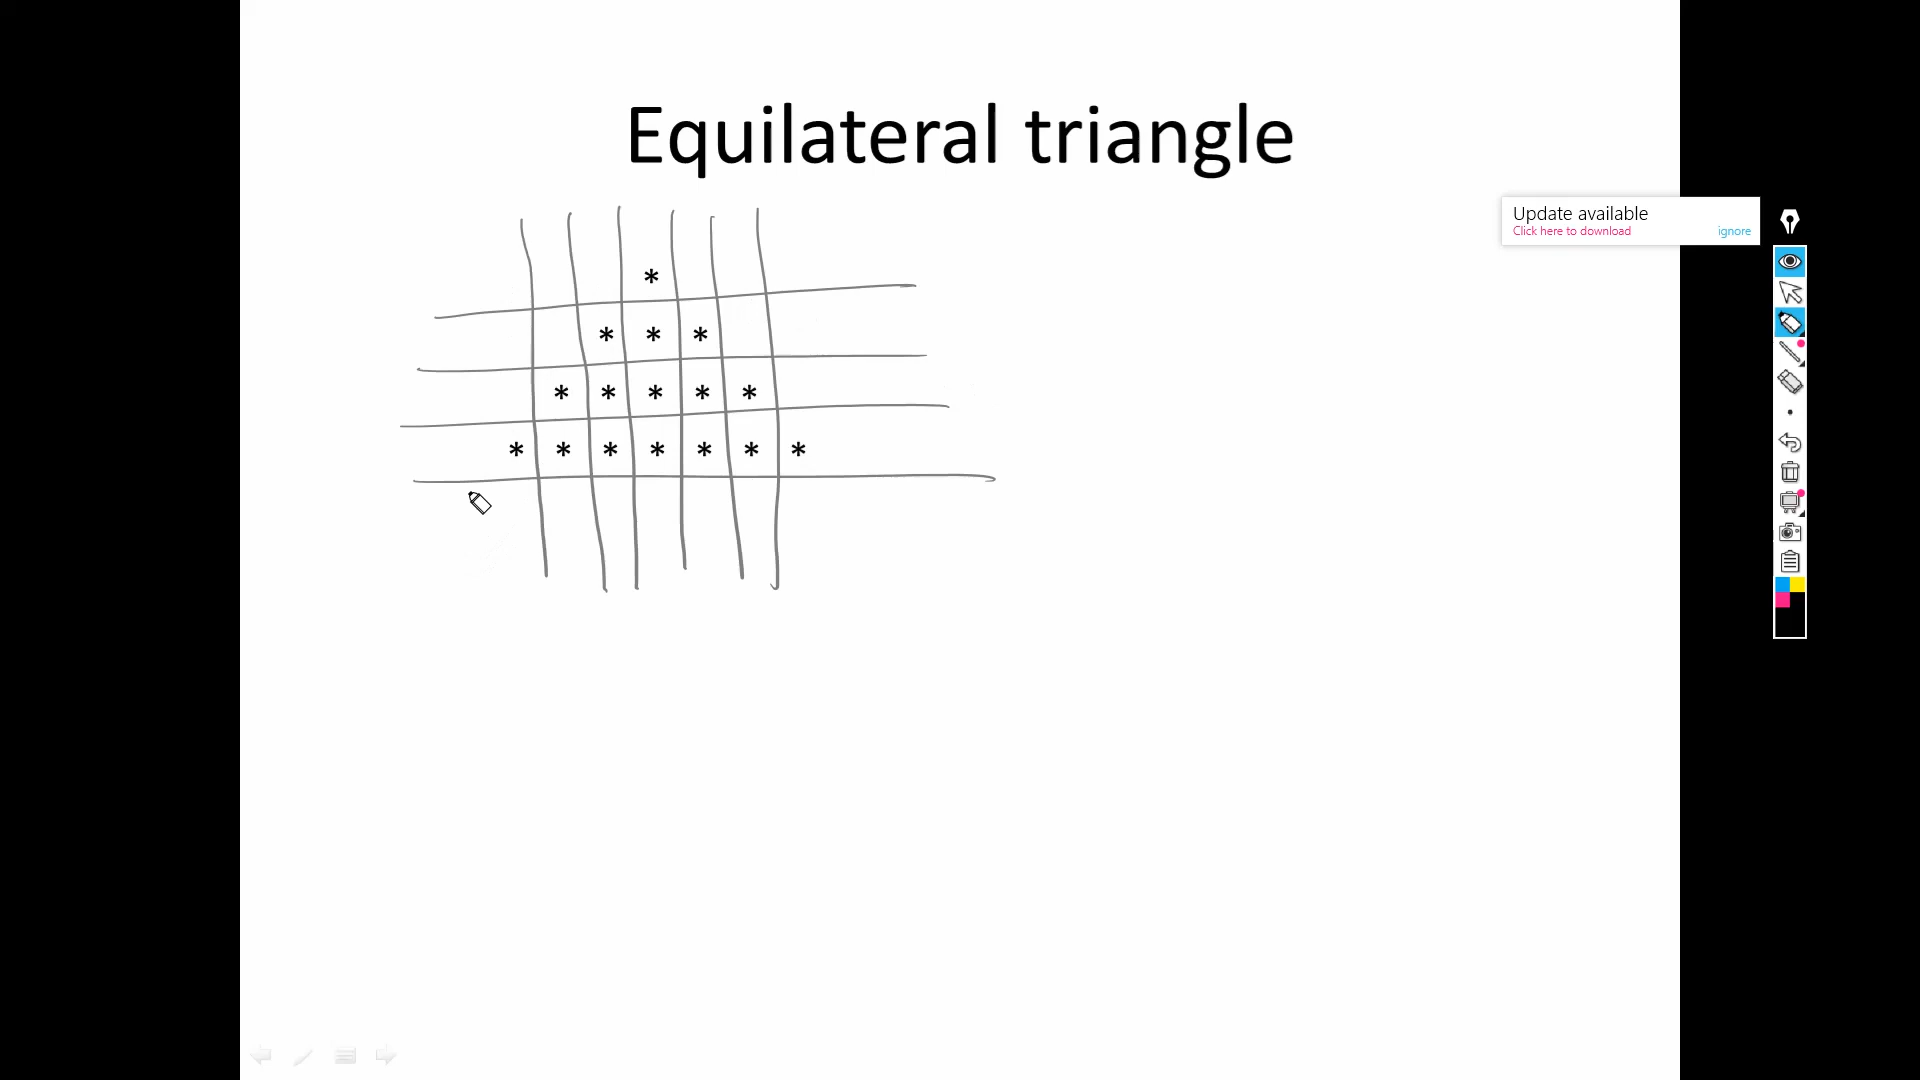 Equilateral triangle
Update available
Click here to download ignore
*
* * *
* * * * *
* * * * * * *